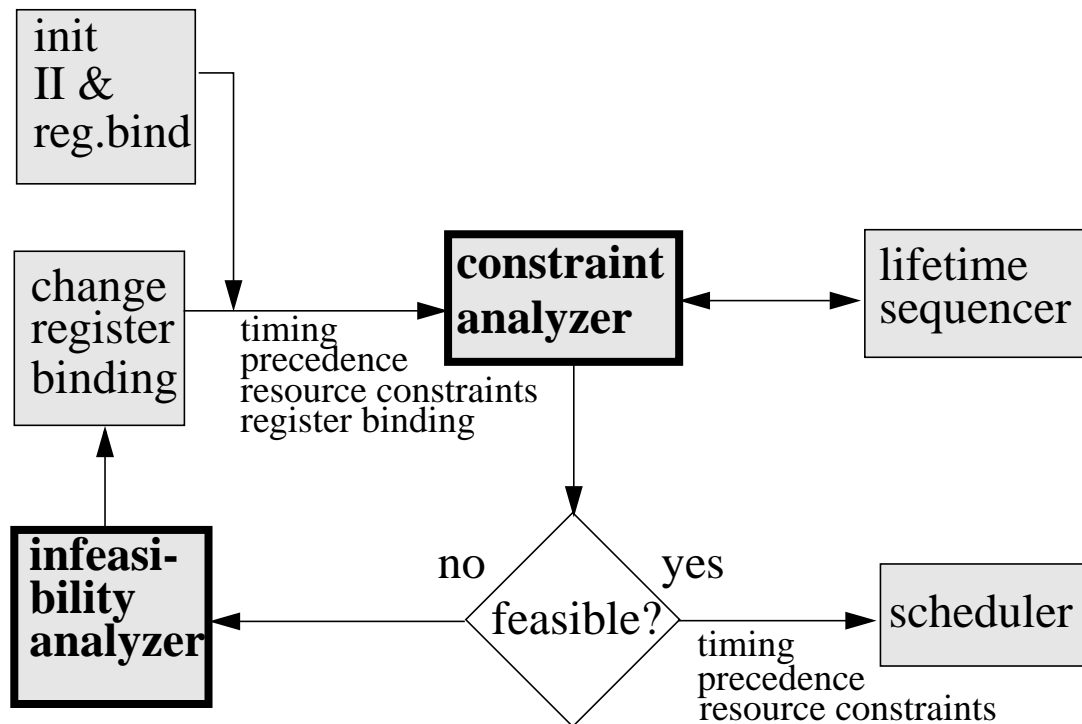 init
II &
reg.bind
change
register
binding
timing
precedence
resource constraints
register binding
constraint
analyzer
lifetime
sequencer
infeasi-
bility
analyzer
no
feasible?
yes
timing
precedence
resource constraints
scheduler